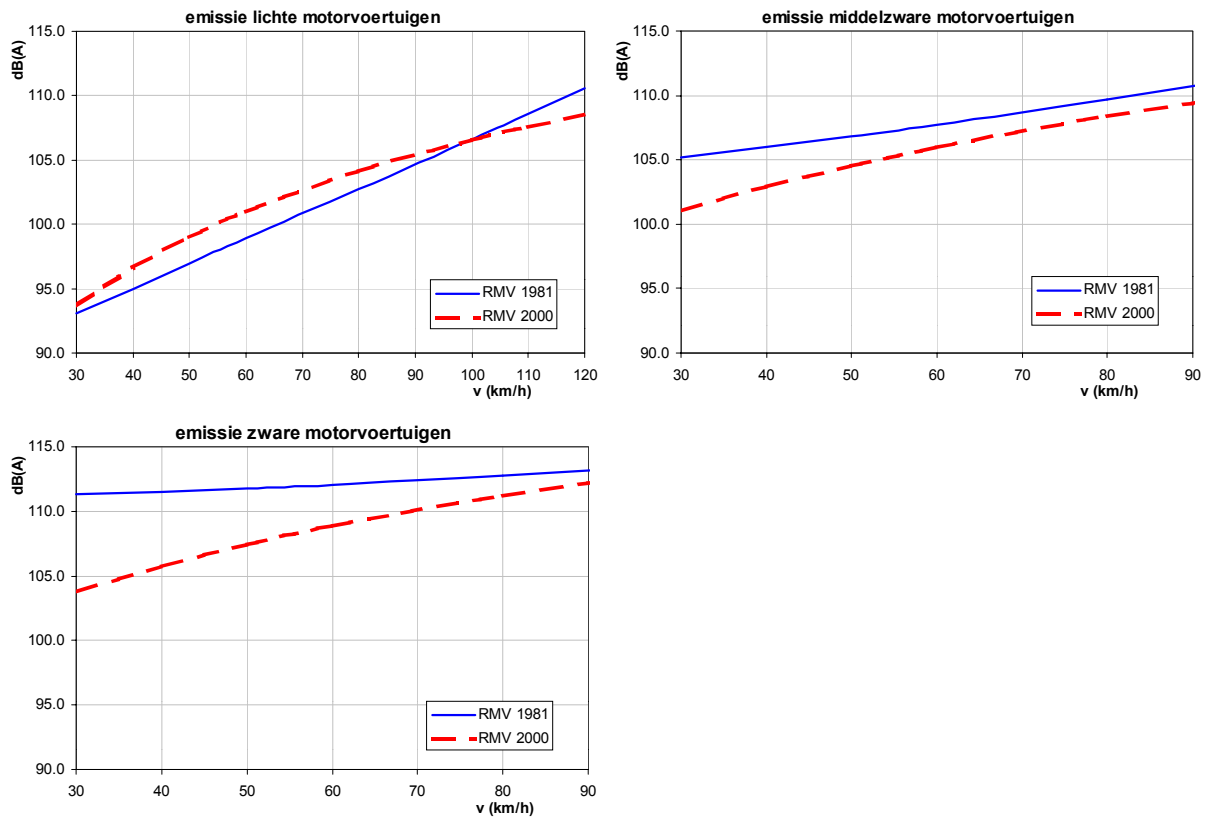 emissie lichte motorvoertuigen
dB(A)
115.0
110.0
105.0
100.0
95.0
90.0
30 40 50 60 70 80 90 100 110 120
v (km/h)
RMV 1981
RMV 2000
emissie middelzware motorvoertuigen
dB(A)
115.0
110.0
105.0
100.0
95.0
90.0
30 40 50 60 70 80 90
v (km/h)
RMV 1981
RMV 2000
emissie zware motorvoertuigen
dB(A)
115.0
110.0
105.0
100.0
95.0
90.0
30 40 50 60 70 80 90
v (km/h)
RMV 1981
RMV 2000